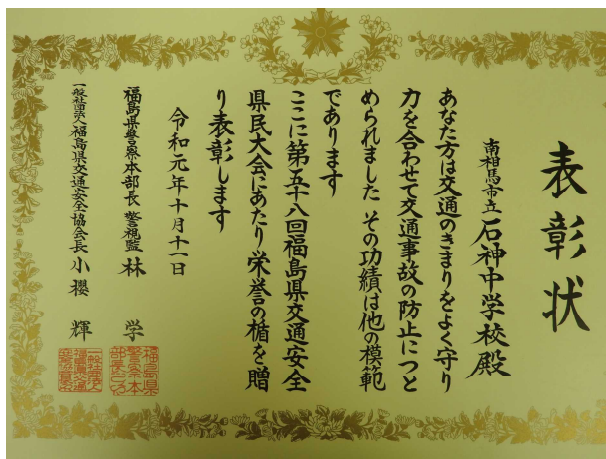 表彰状
南相馬市立石神中学校殿
あなた方は交通のきまりをよく守り
力を合わせて交通事故の防止につと
められました その功績は他の模範
であります
ここに第五十八回福島県交通安全
県民大会にあたり栄誉の楯を贈
り表彰します
令和元年十月十一日
福島県警察本部長 警視監 林 学
一般社団法人福島県交通安全協会長 小櫻 輝